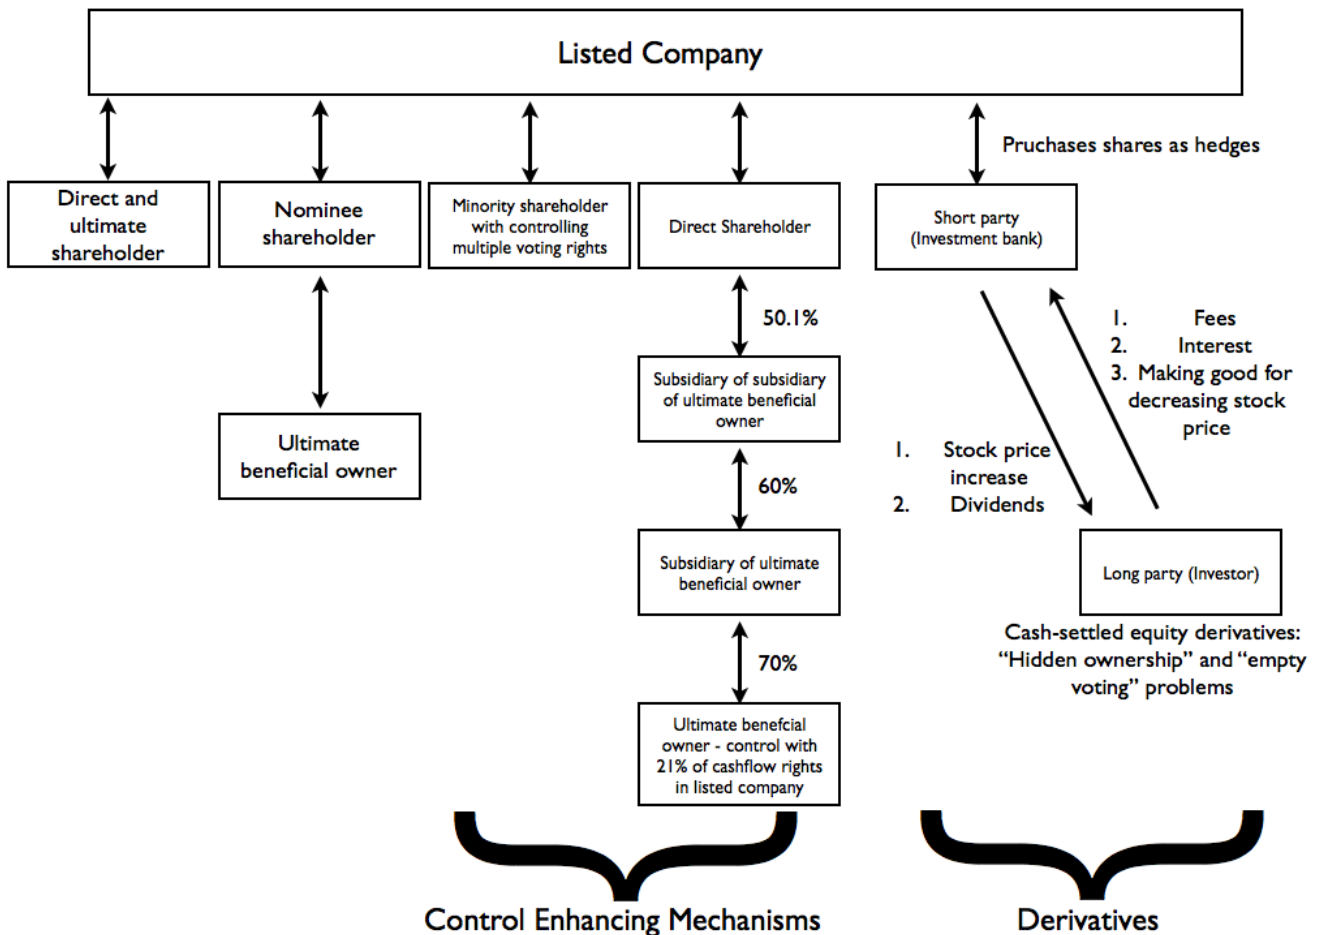 Listed Company
Pruchases shares as hedges
Direct and
ultimate
shareholder
Nominee
shareholder
Minority shareholder
with controlling
multiple voting rights
Direct Shareholder
Short party
(Investment bank)
50.1%
1. Fees
2. Interest
3. Making good for
decreasing stock
price
Subsidiary of subsidiary
of ultimate beneficial
owner
Ultimate
beneficial owner
1. Stock price
increase
2. Dividends
60%
Subsidiary of ultimate
beneficial owner
Long party (Investor)
Cash-settled equity derivatives:
“Hidden ownership” and “empty
voting” problems
70%
Ultimate benefcial
owner - control with
21% of cashflow rights
in listed company
Control Enhancing Mechanisms
Derivatives